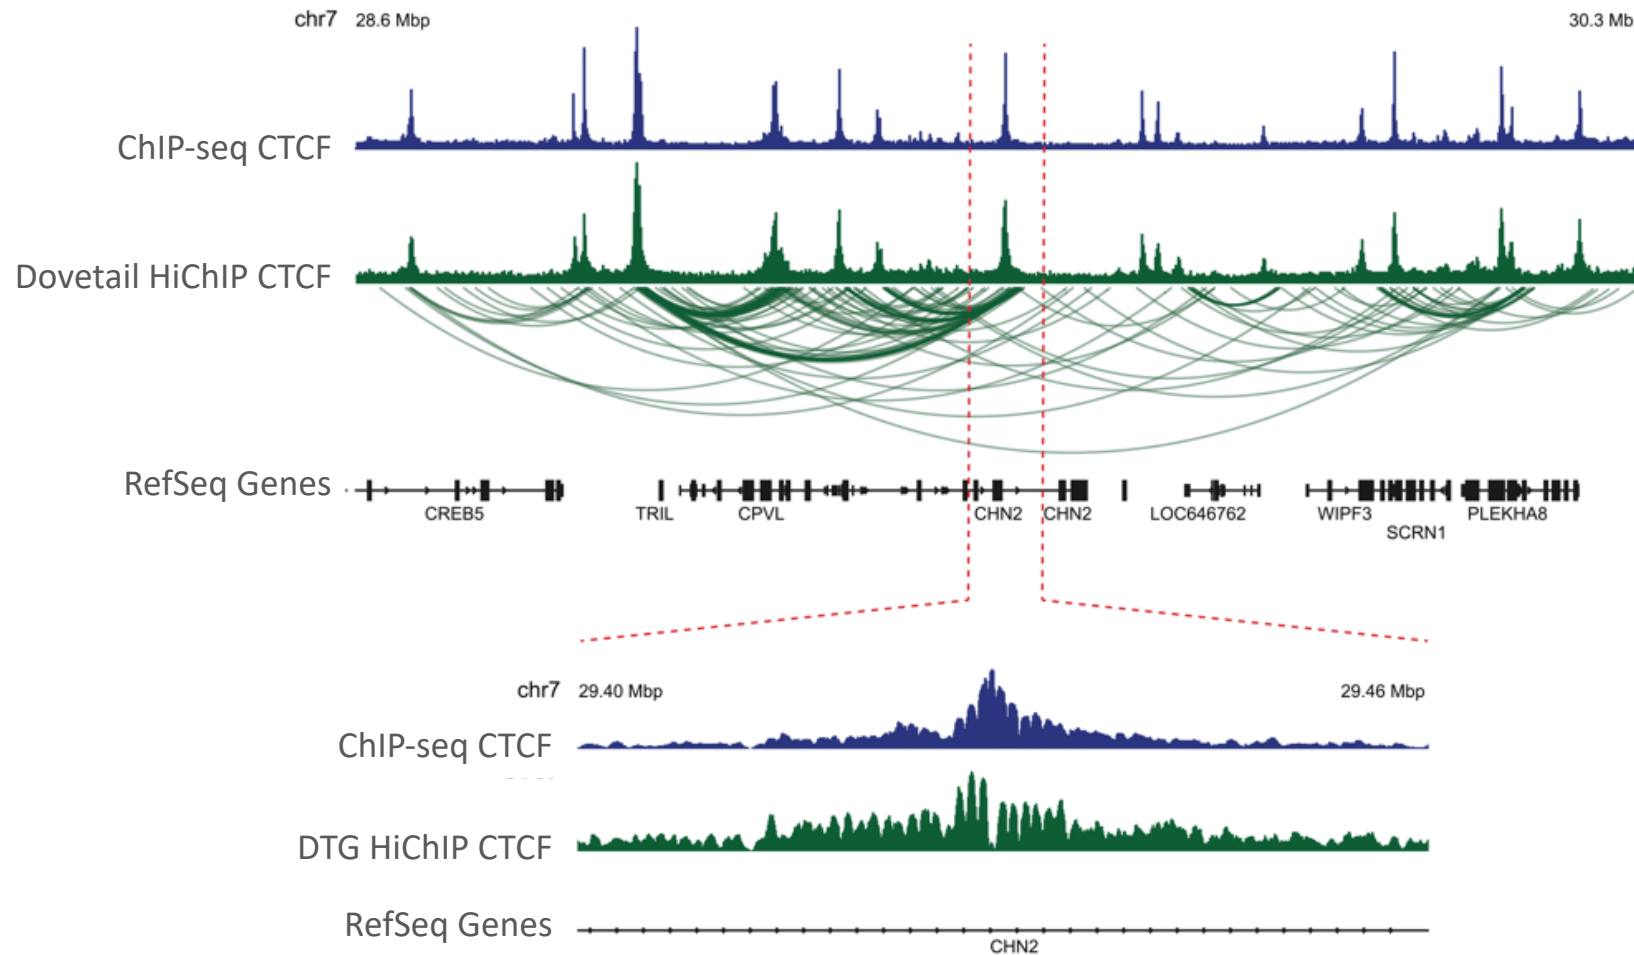 chr7 28.6 Mbp 30.3 Mb
ChIP-seq CTCF
Dovetail HiChIP CTCF
RefSeq Genes
CREB5 TRIL CPVL CHN2 CHN2 LOC646762 WIPF3 PLEKHA8
SCRN1
chr7 29.40 Mbp 29.46 Mbp
ChIP-seq CTCF
DTG HiChIP CTCF
RefSeq Genes
CHN2